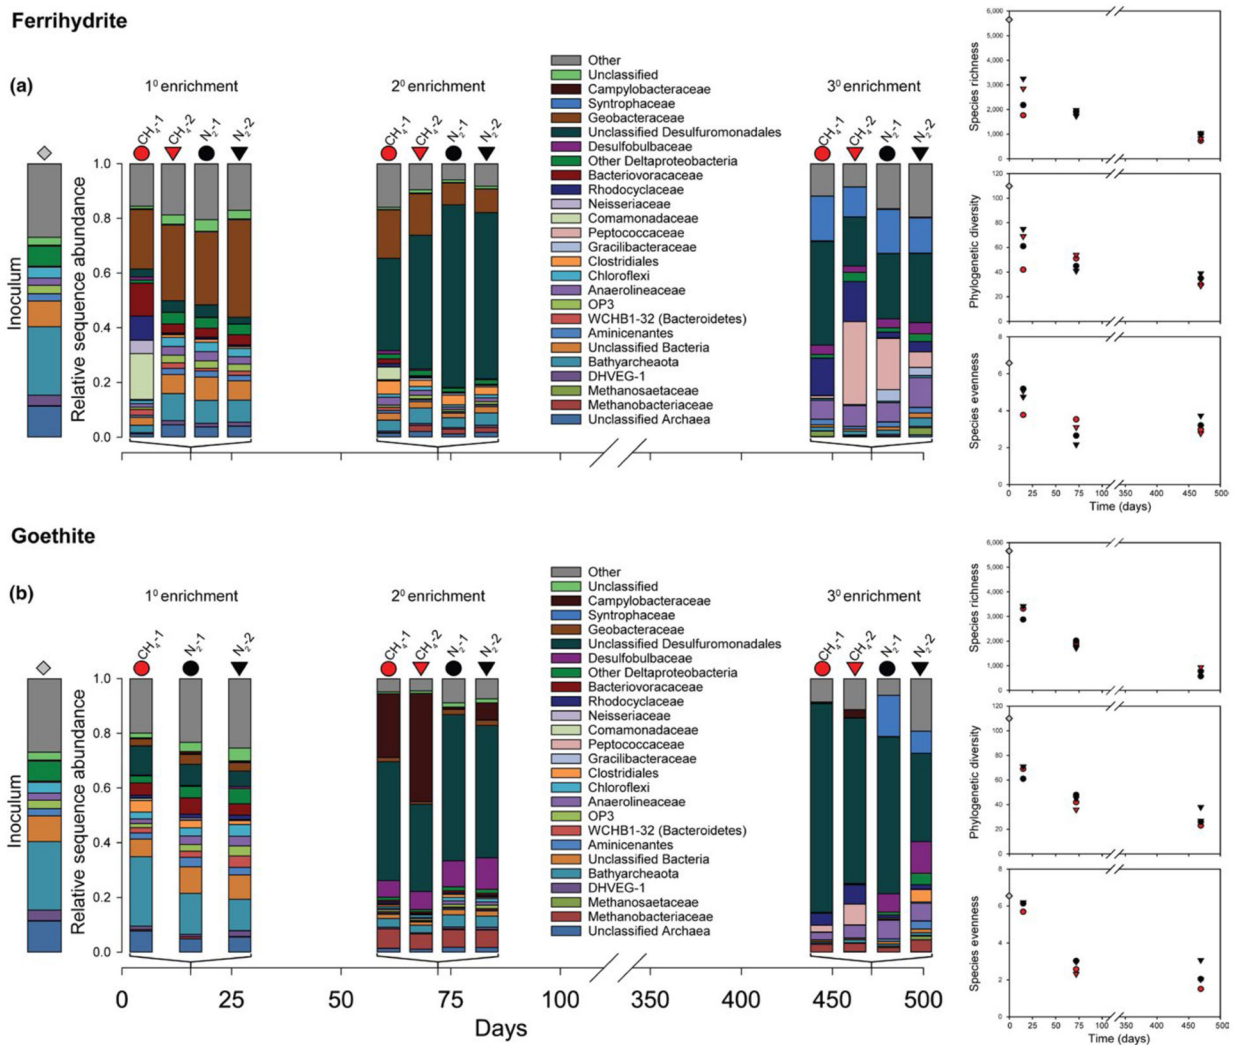 Ferrihydrite
(a)
1⁰ enrichment
2⁰ enrichment
3⁰ enrichment
CH₄-1
CH₄-2
N₂-1
N₂-2
CH₄-1
CH₄-2
N₂-1
N₂-2
CH₄-1
CH₄-2
N₂-1
N₂-2
Inoculum
Relative sequence abundance
1.0
0.8
0.6
0.4
0.2
0.0
Other
Unclassified
Campylobacteraceae
Syntrophaceae
Geobacteraceae
Unclassified Desulfuromonadales
Desulfobulbaceae
Other Deltaproteobacteria
Bacteriovoracaceae
Rhodocyclaceae
Neisseriaceae
Comamonadaceae
Peptococcaceae
Gracilibacteraceae
Clostridiales
Chloroflexi
Anaerolineaceae
OP3
WCHB1-32 (Bacteroidetes)
Aminicenantes
Unclassified Bacteria
Bathyarcheaota
DHVEG-1
Methanosaetaceae
Methanobacteriaceae
Unclassified Archaea
Species richness
6,000
5,000
4,000
3,000
2,000
1,000
0
Phylogenetic diversity
120
100
80
60
40
20
0
Species evenness
8
6
4
2
0
0 25 50 75 100 350 400 450 500
Time (days)
Goethite
(b)
1⁰ enrichment
2⁰ enrichment
3⁰ enrichment
CH₄-1
N₂-1
N₂-2
CH₄-1
CH₄-2
N₂-1
N₂-2
CH₄-1
CH₄-2
N₂-1
N₂-2
Inoculum
Relative sequence abundance
1.0
0.8
0.6
0.4
0.2
0.0
Other
Unclassified
Campylobacteraceae
Syntrophaceae
Geobacteraceae
Unclassified Desulfuromonadales
Desulfobulbaceae
Other Deltaproteobacteria
Bacteriovoracaceae
Rhodocyclaceae
Neisseriaceae
Comamonadaceae
Peptococcaceae
Gracilibacteraceae
Clostridiales
Chloroflexi
Anaerolineaceae
OP3
WCHB1-32 (Bacteroidetes)
Aminicenantes
Unclassified Bacteria
Bathyarcheaota
DHVEG-1
Methanosaetaceae
Methanobacteriaceae
Unclassified Archaea
0 25 50 75 100 350 400 450 500
Days
Species richness
6,000
5,000
4,000
3,000
2,000
1,000
0
Phylogenetic diversity
120
100
80
60
40
20
0
Species evenness
8
6
4
2
0
0 25 50 75 100 350 400 450 500
Time (days)